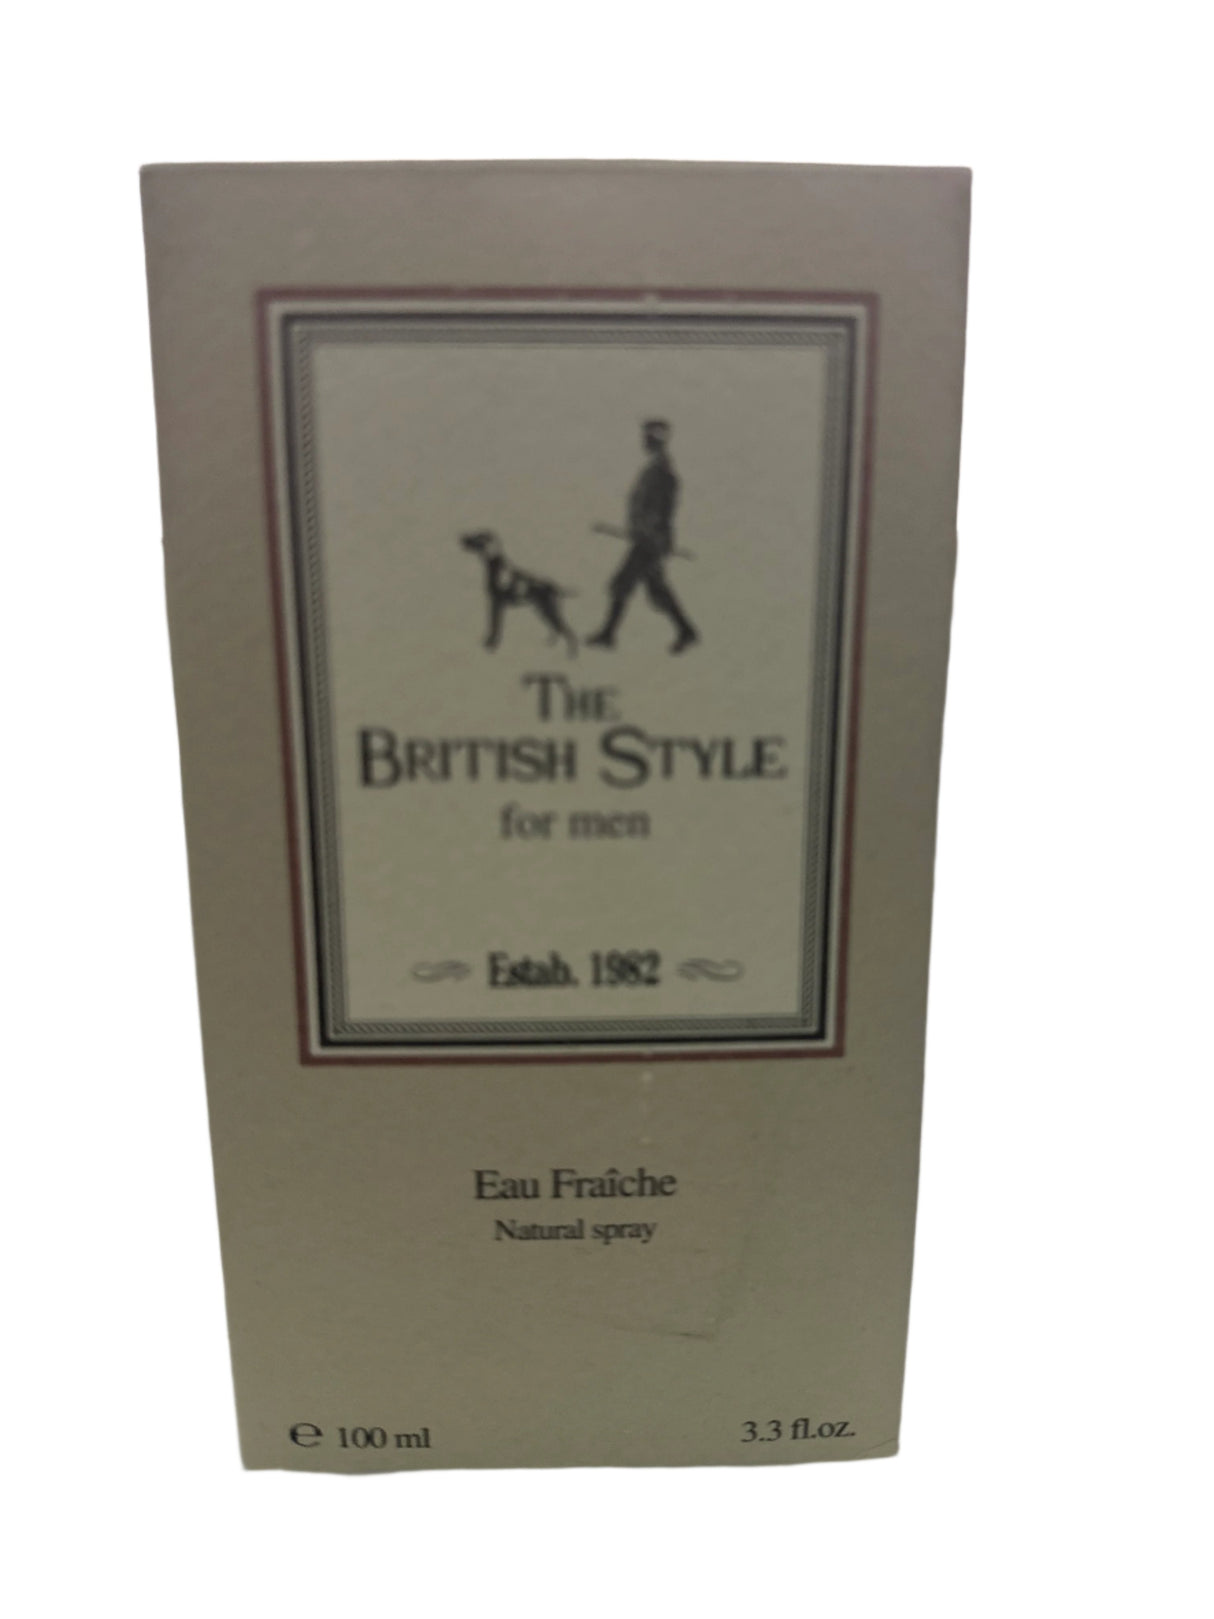 THE
BRITISH STYLE
for men
Estab. 1982
Eau Fraîche
Natural spray
℮ 100 ml
3.3 fl.oz.